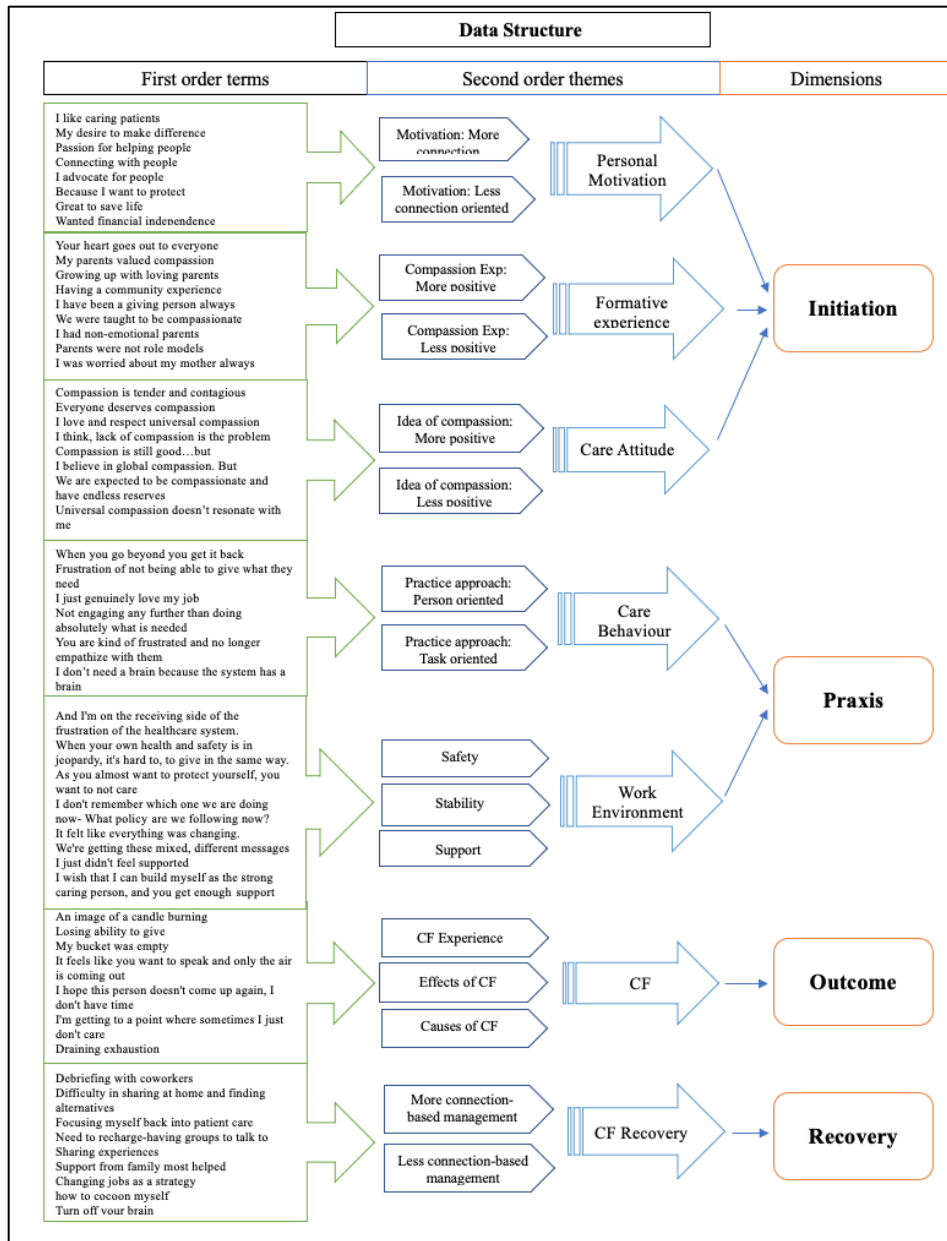 Data Structure
First order terms
Second order themes
Dimensions
I like caring patients
My desire to make difference
Passion for helping people
Connecting with people
I advocate for people
Because I want to protect
Great to save life
Wanted financial independence
Motivation: More
connection
Motivation: Less
connection oriented
Personal
Motivation
Your heart goes out to everyone
My parents valued compassion
Growing up with loving parents
Having a community experience
I have been a giving person always
We were taught to be compassionate
I had non-emotional parents
Parents were not role models
I was worried about my mother always
Compassion Exp:
More positive
Compassion Exp:
Less positive
Formative
experience
Initiation
Compassion is tender and contagious
Everyone deserves compassion
I love and respect universal compassion
I think, lack of compassion is the problem
Compassion is still good…but
I believe in global compassion. But
We are expected to be compassionate and
have endless reserves
Universal compassion doesn't resonate with
me
Idea of compassion:
More positive
Idea of compassion:
Less positive
Care Attitude
When you go beyond you get it back
Frustration of not being able to give what they
need
I just genuinely love my job
Not engaging any further than doing
absolutely what is needed
You are kind of frustrated and no longer
empathize with them
I don't need a brain because the system has a
brain
Practice approach:
Person oriented
Practice approach:
Task oriented
Care
Behaviour
Praxis
And I'm on the receiving side of the
frustration of the healthcare system.
When your own health and safety is in
jeopardy, it's hard to, to give in the same way.
As you almost want to protect yourself, you
want to not care
I don't remember which one we are doing
now- What policy are we following now?
It felt like everything was changing.
We're getting these mixed, different messages
I just didn't feel supported
I wish that I can build myself as the strong
caring person, and you get enough support
Safety
Stability
Support
Work
Environment
An image of a candle burning
Losing ability to give
My bucket was empty
It feels like you want to speak and only the air
is coming out
I hope this person doesn't come up again, I
don't have time
I'm getting to a point where sometimes I just
don't care
Draining exhaustion
CF Experience
Effects of CF
Causes of CF
CF
Outcome
Debriefing with coworkers
Difficulty in sharing at home and finding
alternatives
Focusing myself back into patient care
Need to recharge-having groups to talk to
Sharing experiences
Support from family most helped
Changing jobs as a strategy
how to cocoon myself
Turn off your brain
More connection-
based management
Less connection-based
management
CF Recovery
Recovery